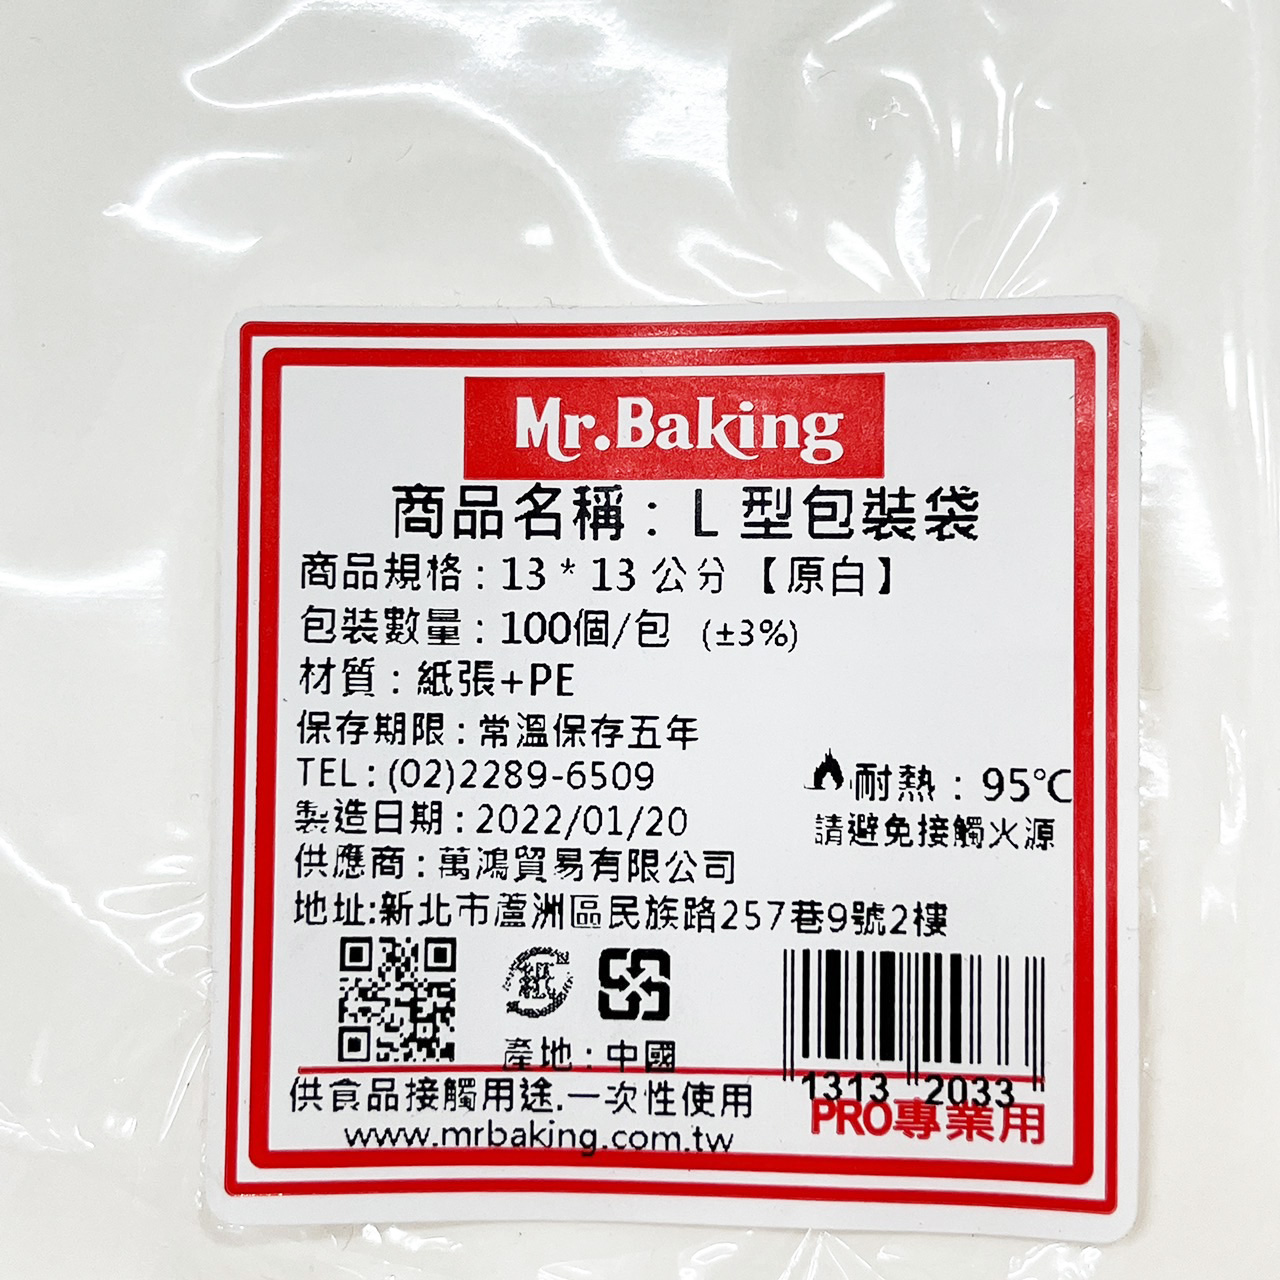 Mr.Baking
商品名稱：L 型包裝袋
商品規格：13 * 13 公分 【原白】
包裝數量：100個/包 (±3%)
材質：紙張+PE
保存期限：常溫保存五年
TEL：(02)2289-6509
製造日期：2022/01/20
耐熱：95℃
請避免接觸火源
供應商：萬鴻貿易有限公司
地址:新北市蘆洲區民族路257巷9號2樓
紙
產地：中國
1313 2033
供食品接觸用途.一次性使用
PRO專業用
www.mrbaking.com.tw